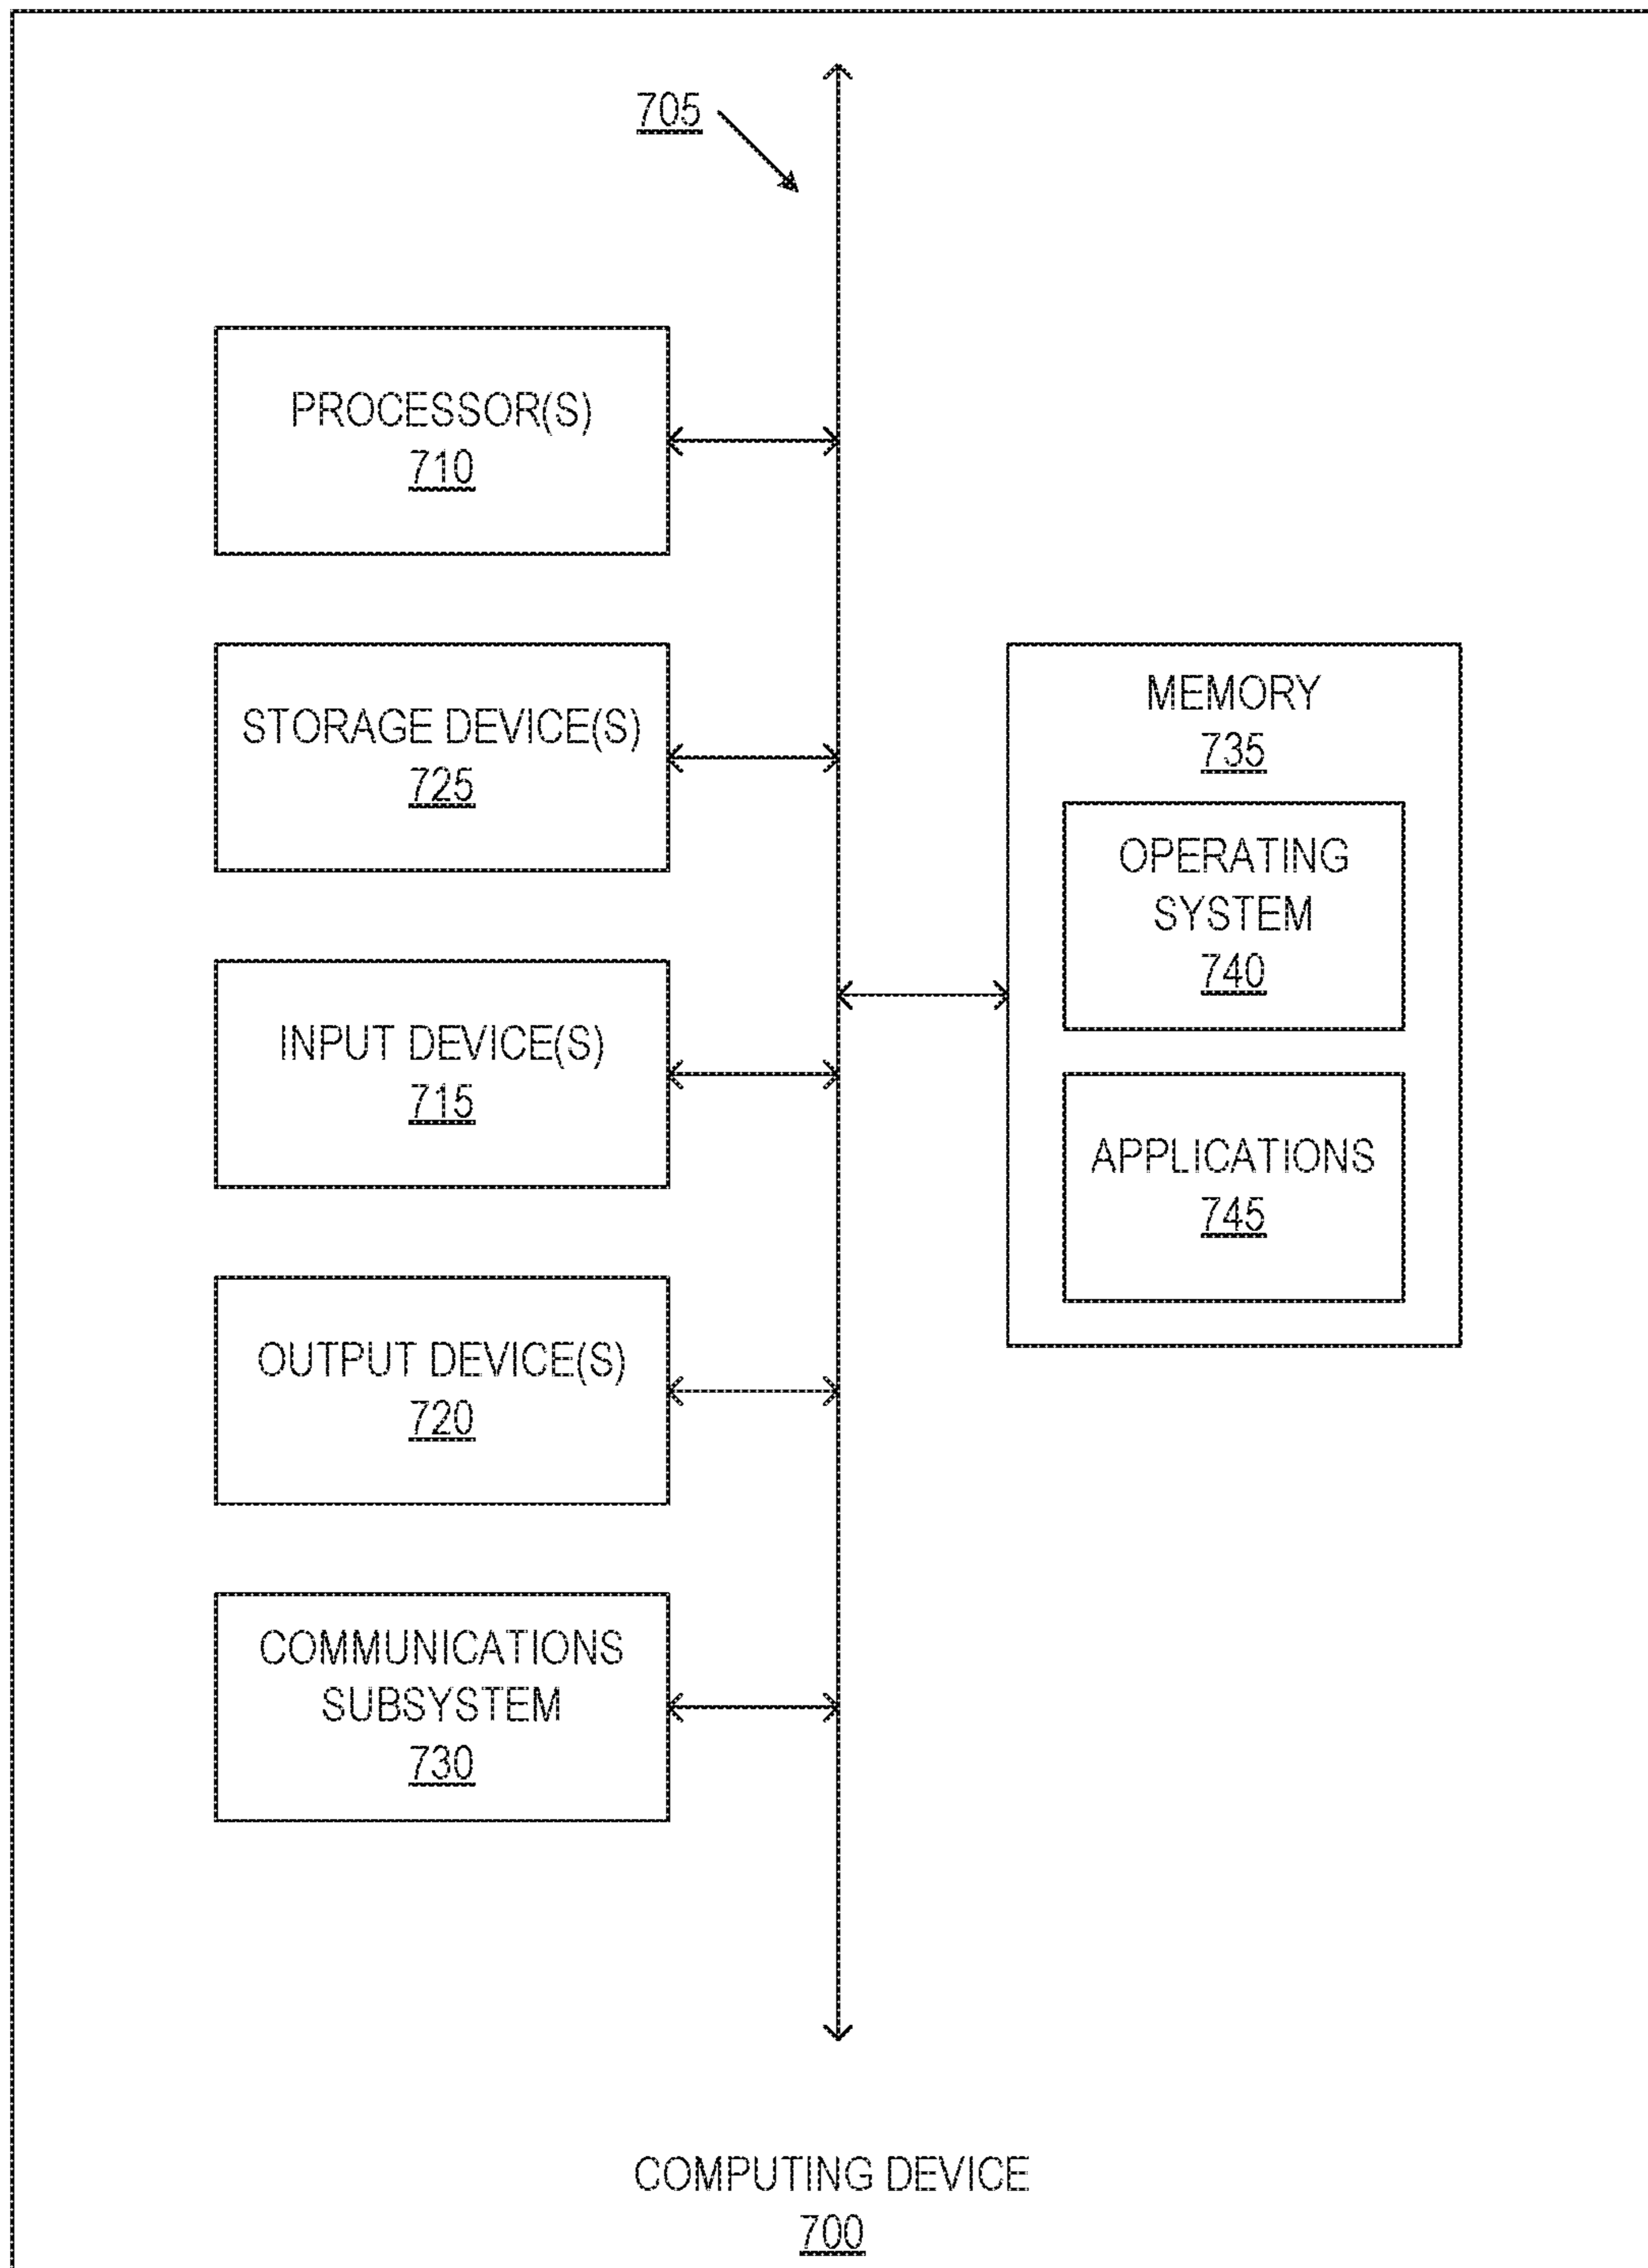 705
PROCESSOR(S)
710
STORAGE DEVICE(S)
725
INPUT DEVICE(S)
715
OUTPUT DEVICE(S)
720
COMMUNICATIONS
SUBSYSTEM
730
MEMORY
735
OPERATING
SYSTEM
740
APPLICATIONS
745
COMPUTING DEVICE
700